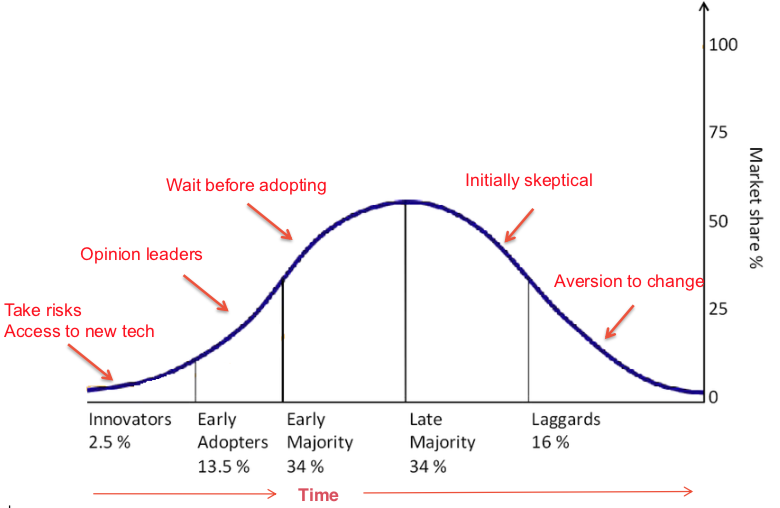 100
75
Wait before adopting
Initially skeptical
Market share %
50
Opinion leaders
Aversion to change
25
Take risks
Access to new tech
0
Innovators
2.5 %
Early
Adopters
13.5 %
Early
Majority
34 %
Late
Majority
34 %
Laggards
16 %
Time